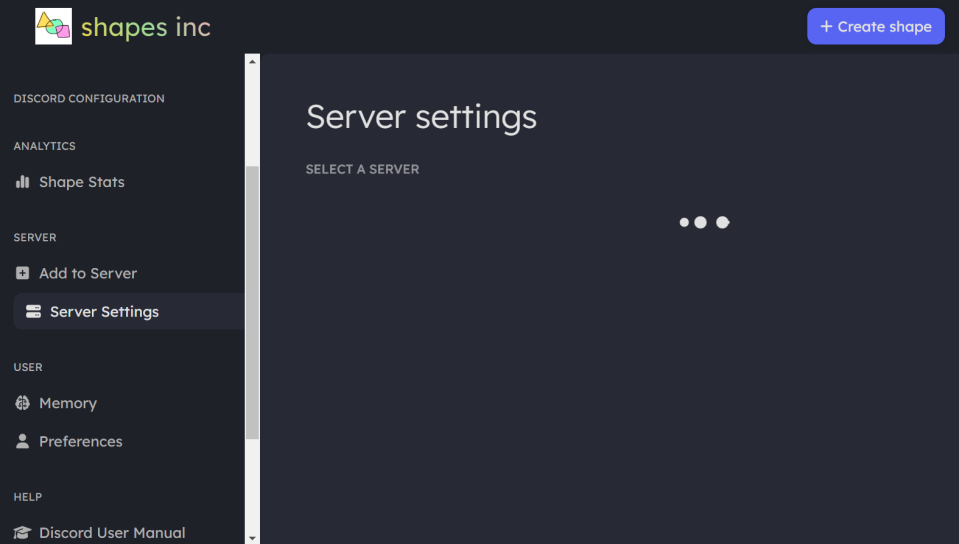 shapes inc
+ Create shape
DISCORD CONFIGURATION
ANALYTICS
Shape Stats
SERVER
Add to Server
Server Settings
USER
Memory
Preferences
HELP
Discord User Manual
Server settings
SELECT A SERVER